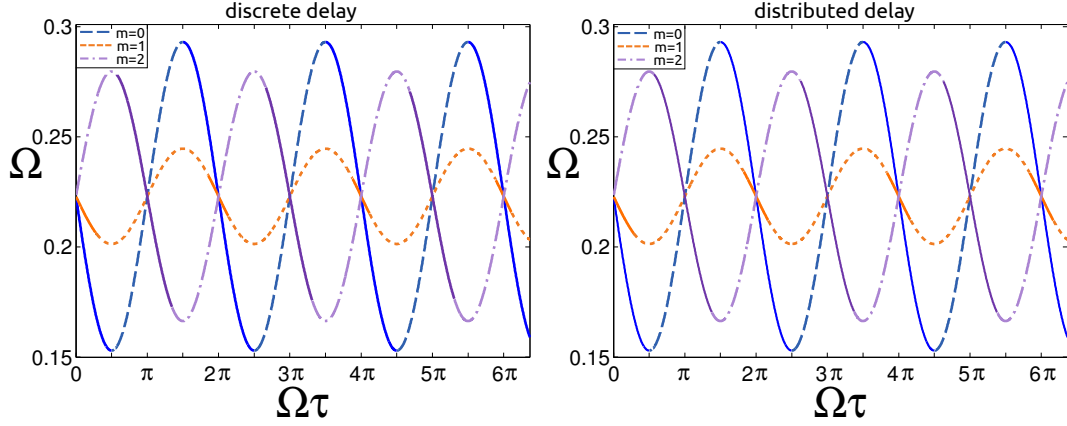 discrete delay
0.3
m=0
m=1
m=2
0.25
Ω
0.2
0.15
0 π 2π 3π 4π 5π 6π
Ωτ
distributed delay
0.3
m=0
m=1
m=2
0.25
Ω
0.2
0.15
0 π 2π 3π 4π 5π 6π
Ωτ